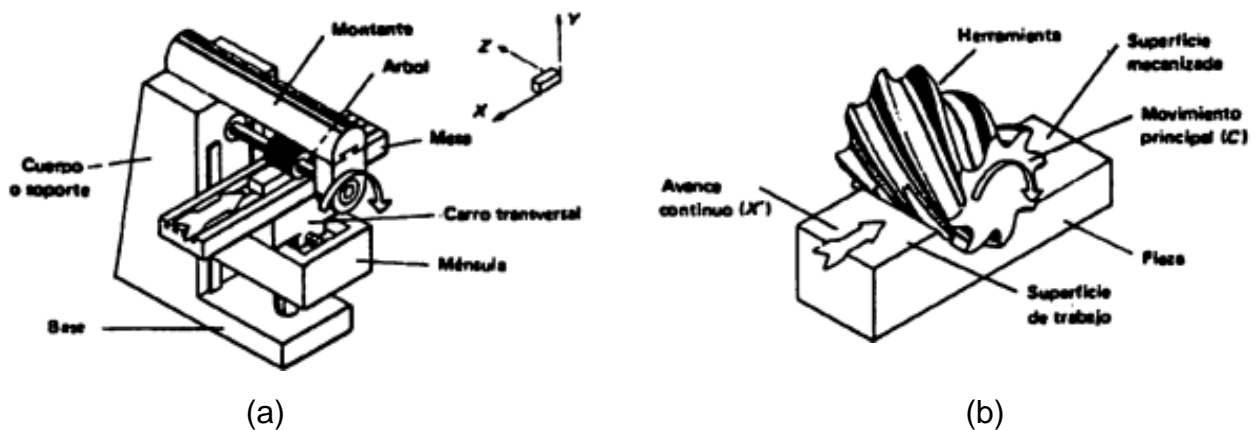 Montante
Arbol
Y
Z
X
Mesa
Cuerpo
o soporte
Carro transversal
Ménsula
Base
(a)
Herramienta
Superficie
mecanizada
Movimiento
principal (C)
Avance
continuo (X')
Pieza
Superficie
de trabajo
(b)